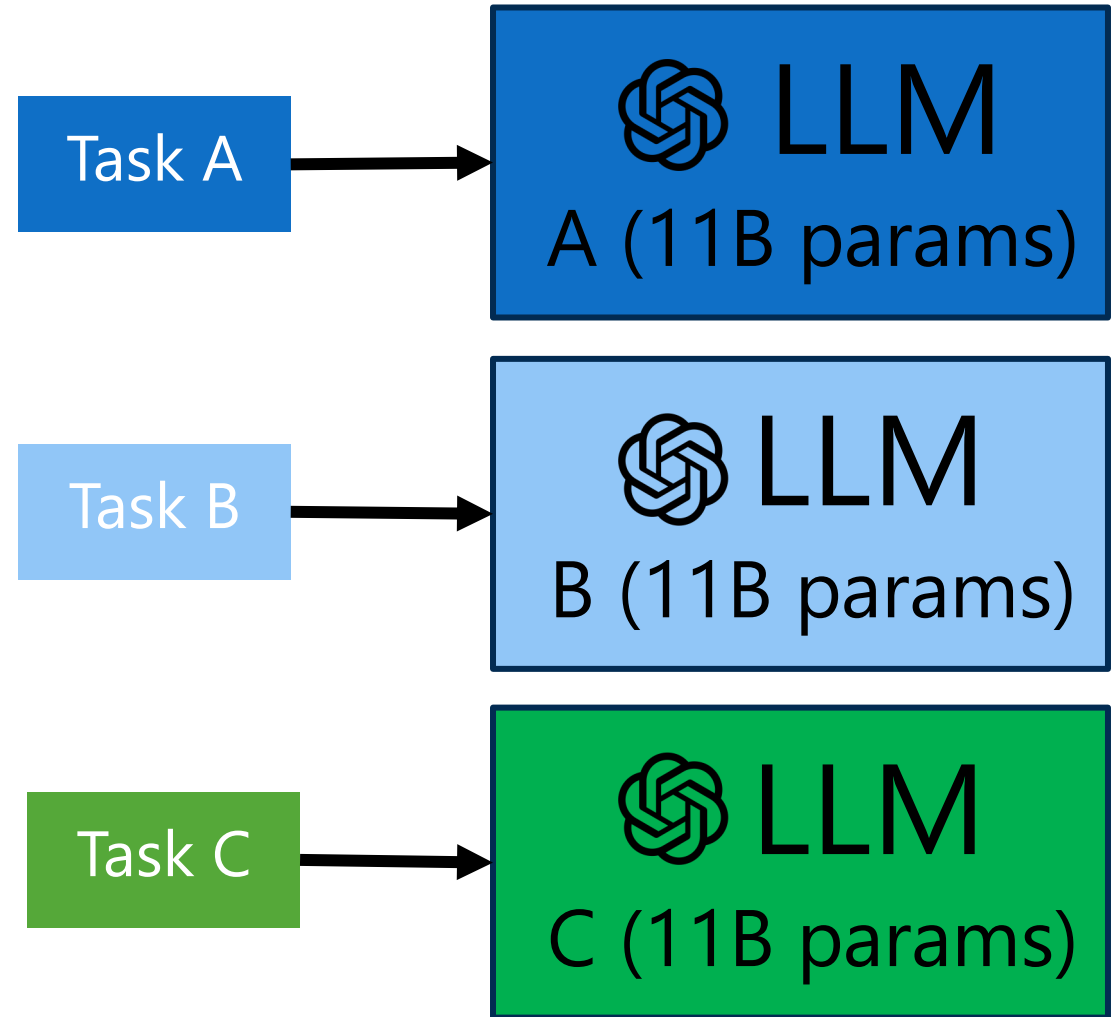 Task A
LLM
A (11B params)
Task B
LLM
B (11B params)
Task C
LLM
C (11B params)